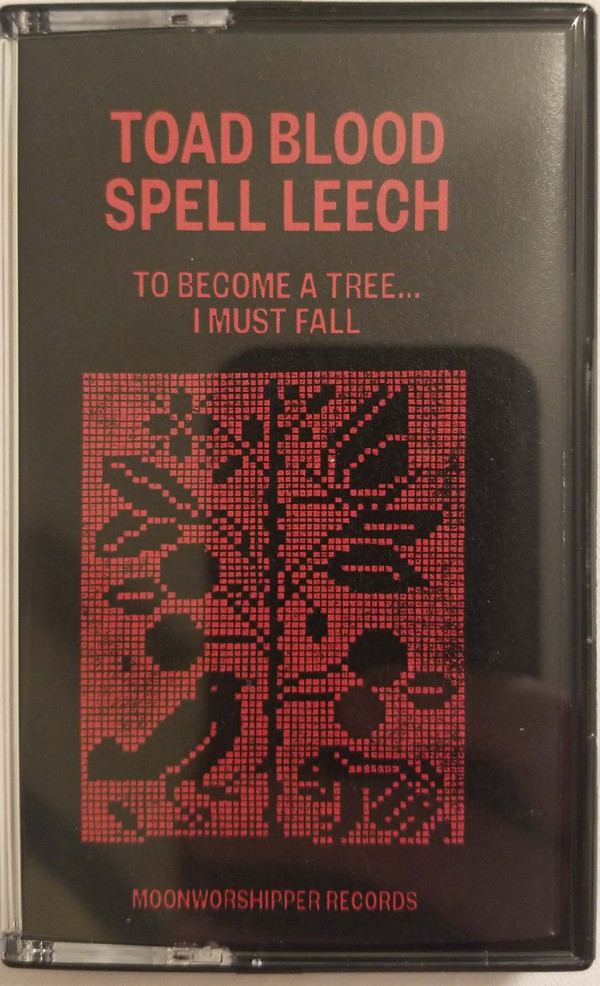 TOAD BLOOD
SPELL LEECH
TO BECOME A TREE...
I MUST FALL
MOONWORSHIPPER RECORDS